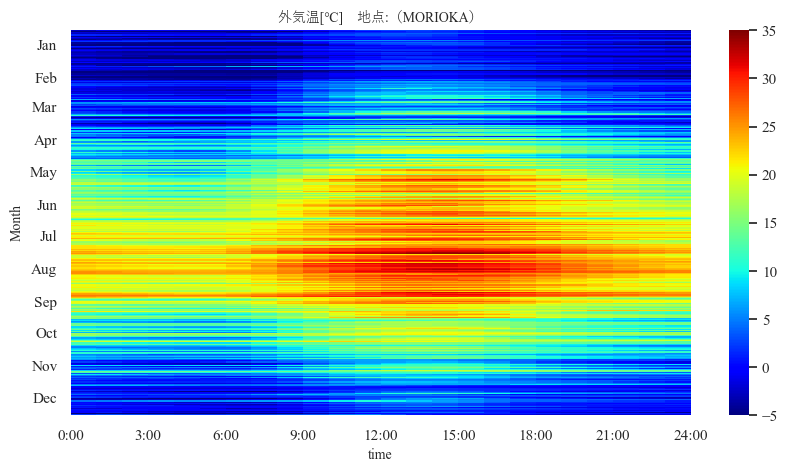 外気温[℃]　地点:（MORIOKA）
Month
Jan
Feb
Mar
Apr
May
Jun
Jul
Aug
Sep
Oct
Nov
Dec
0:00 3:00 6:00 9:00 12:00 15:00 18:00 21:00 24:00
time
35
30
25
20
15
10
5
0
−5